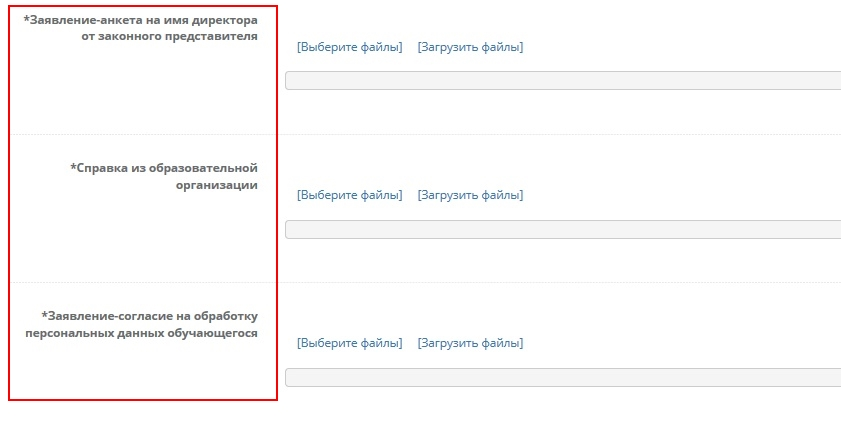 *Заявление-анкета на имя директора
от законного представителя
[Выберите файлы] [Загрузить файлы]
*Справка из образовательной
организации
[Выберите файлы] [Загрузить файлы]
*Заявление-согласие на обработку
персональных данных обучающегося
[Выберите файлы] [Загрузить файлы]